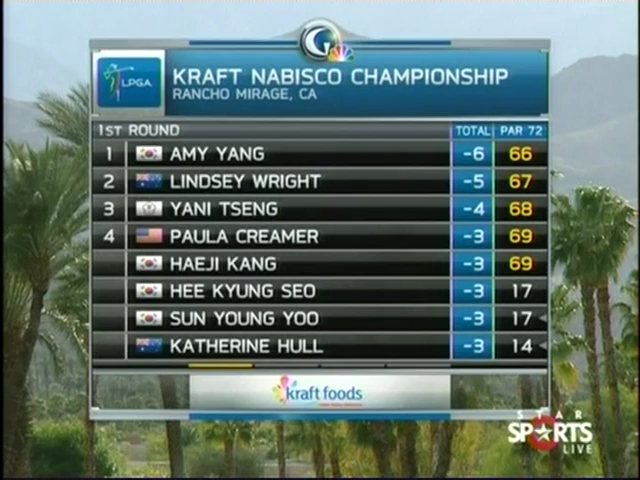 G
LPGA
KRAFT NABISCO CHAMPIONSHIP
RANCHO MIRAGE, CA
1ST ROUND TOTAL PAR 72
1 AMY YANG -6 66
2 LINDSEY WRIGHT -5 67
3 YANI TSENG -4 68
4 PAULA CREAMER -3 69
HAEJI KANG -3 69
HEE KYUNG SEO -3 17
SUN YOUNG YOO -3 17
KATHERINE HULL -3 14
kraft foods
STAR
SPORTS
LIVE